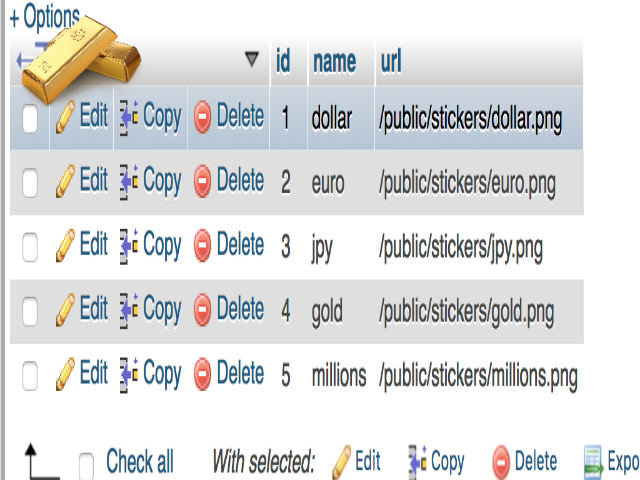 + Options
id name url
Edit Copy Delete 1 dollar /public/stickers/dollar.png
Edit Copy Delete 2 euro /public/stickers/euro.png
Edit Copy Delete 3 jpy /public/stickers/jpy.png
Edit Copy Delete 4 gold /public/stickers/gold.png
Edit Copy Delete 5 millions /public/stickers/millions.png
Check all With selected: Edit Copy Delete Expo